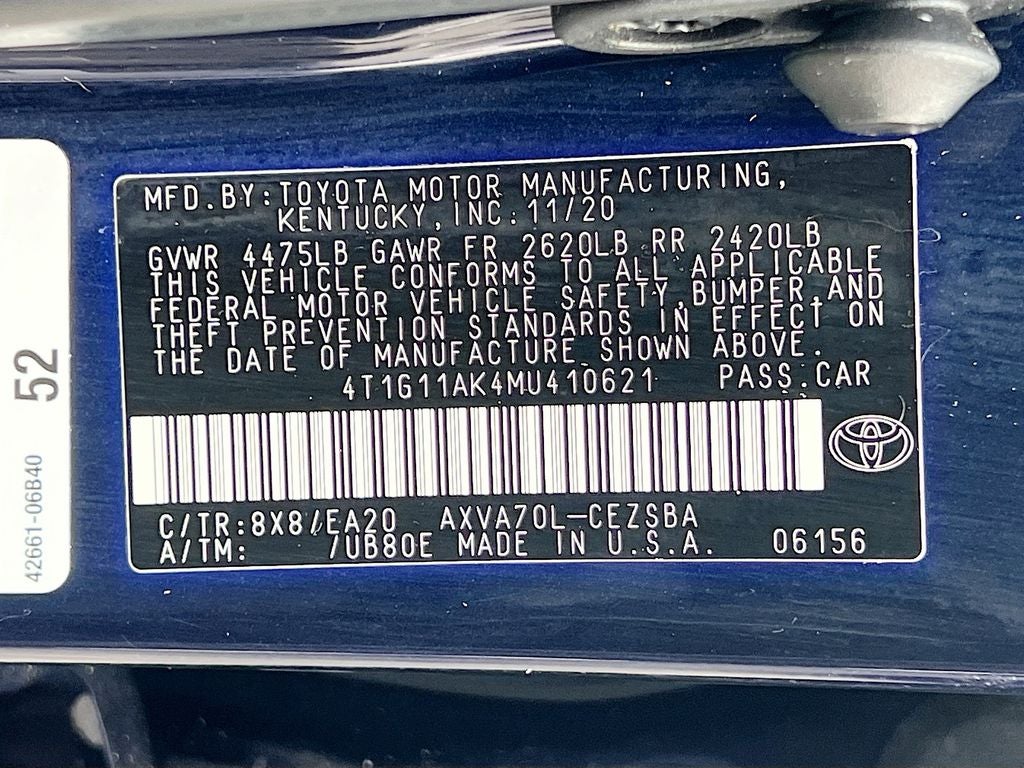 MFD.BY:TOYOTA MOTOR MANUFACTURING,
KENTUCKY, INC. 11/20
GVWR 4475LB GAWR FR 2620LB RR 2420LB
THIS VEHICLE CONFORMS TO ALL APPLICABLE
FEDERAL MOTOR VEHICLE SAFETY,BUMPER,AND
THEFT PREVENTION STANDARDS IN EFFECT ON
THE DATE OF MANUFACTURE SHOWN ABOVE.
4T1G11AK4MU410621 PASS.CAR
C/TR:8X8/EA20 AXVA70L-CEZSBA
A/TM: /UB80E MADE IN U.S.A. 06156
52
42661-06B40